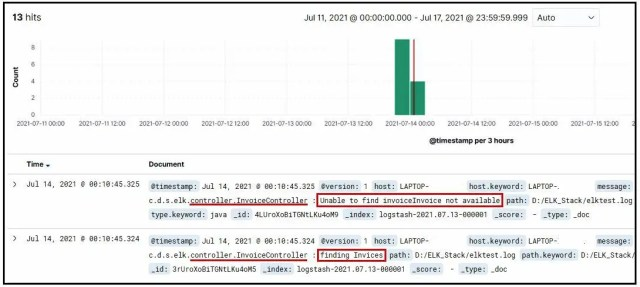 13 hits
Jul 11, 2021 @ 00:00:00.000 - Jul 17, 2021 @ 23:59:59.999
Auto
Count
8
6
4
2
0
2021-07-11 00:00 2021-07-11 12:00 2021-07-12 00:00 2021-07-12 12:00 2021-07-13 00:00 2021-07-13 12:00 2021-07-14 00:00 2021-07-14 12:00 2021-07-15 00:00 2021-07-15 12:00 2
@timestamp per 3 hours
Time Document
> Jul 14, 2021 @ 00:10:45.325 @timestamp: Jul 14, 2021 @ 00:10:45.325 @version: 1 host: LAPTOP- host.keyword: LAPTOP- message:
c.d.s.elk.controller.InvoiceController : Unable to find invoiceInvoice not available path: D:/ELK_Stack/elktest.log
type.keyword: java _id: 4LUroXoBiTGNtLKu4oM9 _index: logstash-2021.07.13-000001 _score: - _type: _doc
> Jul 14, 2021 @ 00:10:45.324 @timestamp: Jul 14, 2021 @ 00:10:45.324 @version: 1 host: LAPTOP- host.keyword: LAPTOP- . message:
c.d.s.elk.controller.InvoiceController : finding Invices path: D:/ELK_Stack/elktest.log path.keyword: D:/ELK_Stack/
_id: 3rUroXoBiTGNtLKu4oM5 _index: logstash-2021.07.13-000001 _score: - _type: _doc